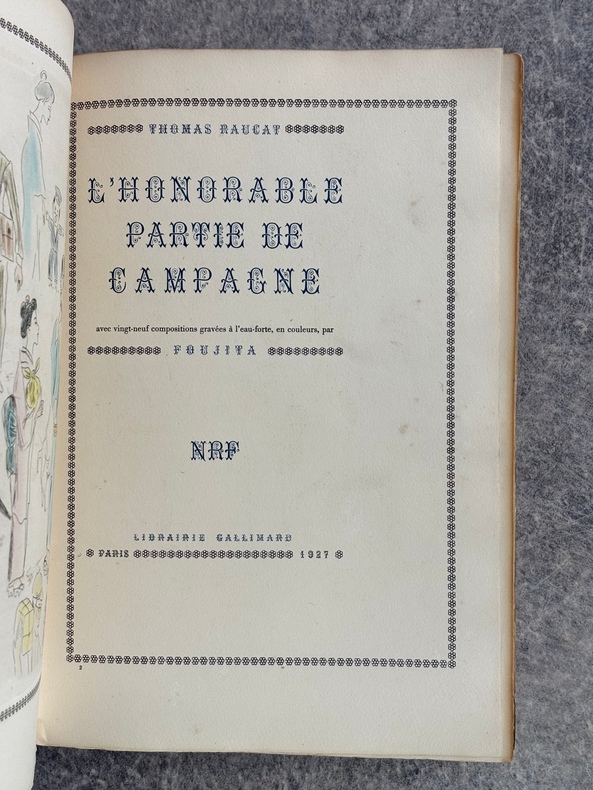 THOMAS RAUCAT
L'HONORABLE
PARTIE DE
CAMPAGNE
avec vingt-neuf compositions gravées à l'eau-forte, en couleurs, par
FOUJITA
NRF
LIBRAIRIE GALLIMARD
PARIS 1927
2